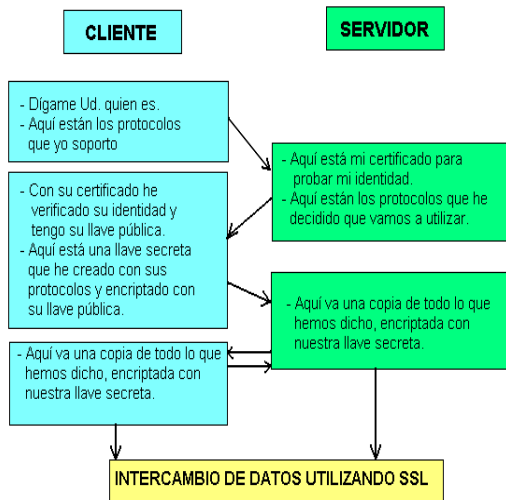 CLIENTE
SERVIDOR
- Dígame Ud. quien es.
- Aquí están los protocolos
que yo soporto
- Aquí está mi certificado para
probar mi identidad.
- Aquí están los protocolos que he
decidido que vamos a utilizar.
- Con su certificado he
verificado su identidad y
tengo su llave pública.
- Aquí está una llave secreta
que he creado con sus
protocolos y encriptado con
su llave pública.
- Aquí va una copia de todo lo que
hemos dicho, encriptada con
nuestra llave secreta.
- Aquí va una copia de todo lo que
hemos dicho, encriptada con
nuestra llave secreta.
INTERCAMBIO DE DATOS UTILIZANDO SSL